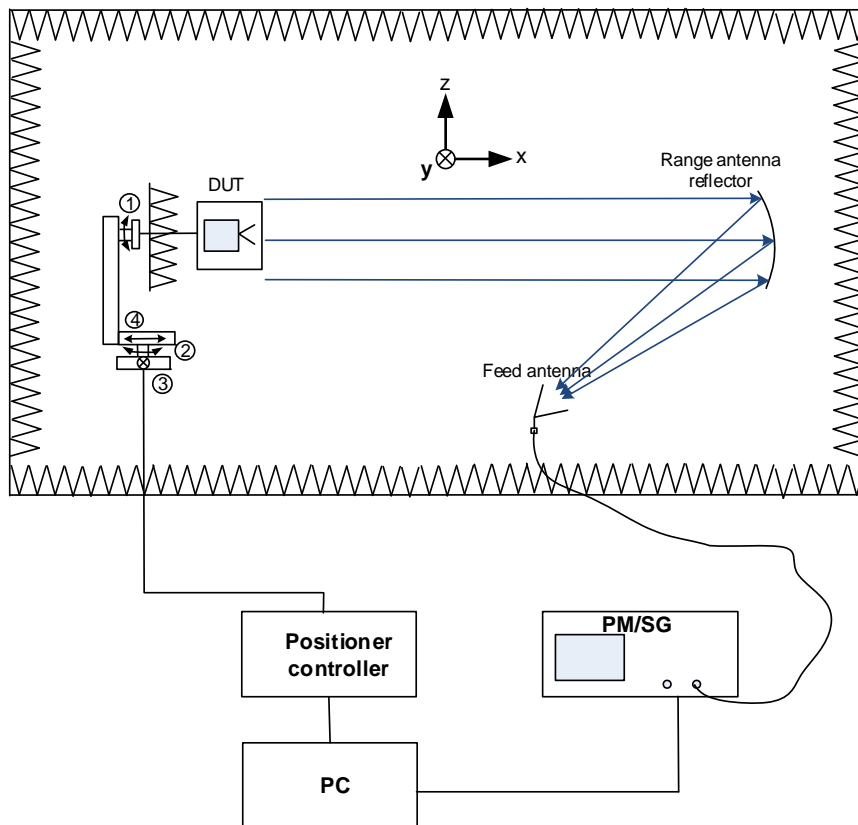 z
x
y
DUT
Range antenna
reflector
①
④
②
③
Feed antenna
Positioner
controller
PM/SG
PC